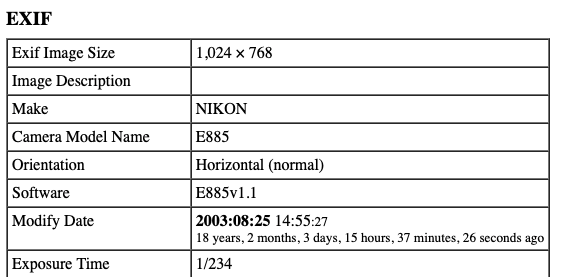 EXIF
Exif Image Size 1,024 × 768
Image Description
Make NIKON
Camera Model Name E885
Orientation Horizontal (normal)
Software E885v1.1
Modify Date 2003:08:25 14:55:27
18 years, 2 months, 3 days, 15 hours, 37 minutes, 26 seconds ago
Exposure Time 1/234